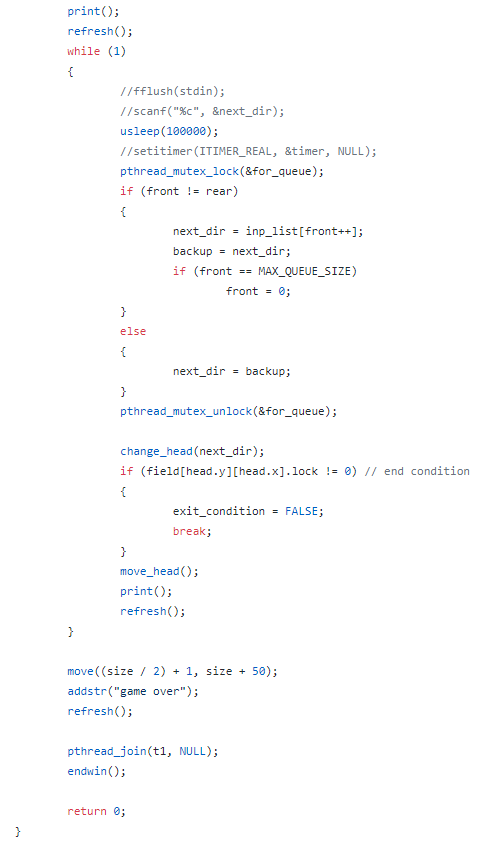 print();
refresh();
while (1)
{
//fflush(stdin);
//scanf("%c", &next_dir);
usleep(100000);
//setitimer(ITIMER_REAL, &timer, NULL);
pthread_mutex_lock(&for_queue);
if (front != rear)
{
next_dir = inp_list[front++];
backup = next_dir;
if (front == MAX_QUEUE_SIZE)
front = 0;
}
else
{
next_dir = backup;
}
pthread_mutex_unlock(&for_queue);
change_head(next_dir);
if (field[head.y][head.x].lock != 0) // end condition
{
exit_condition = FALSE;
break;
}
move_head();
print();
refresh();
}
move((size / 2) + 1, size + 50);
addstr("game over");
refresh();
pthread_join(t1, NULL);
endwin();
return 0;
}